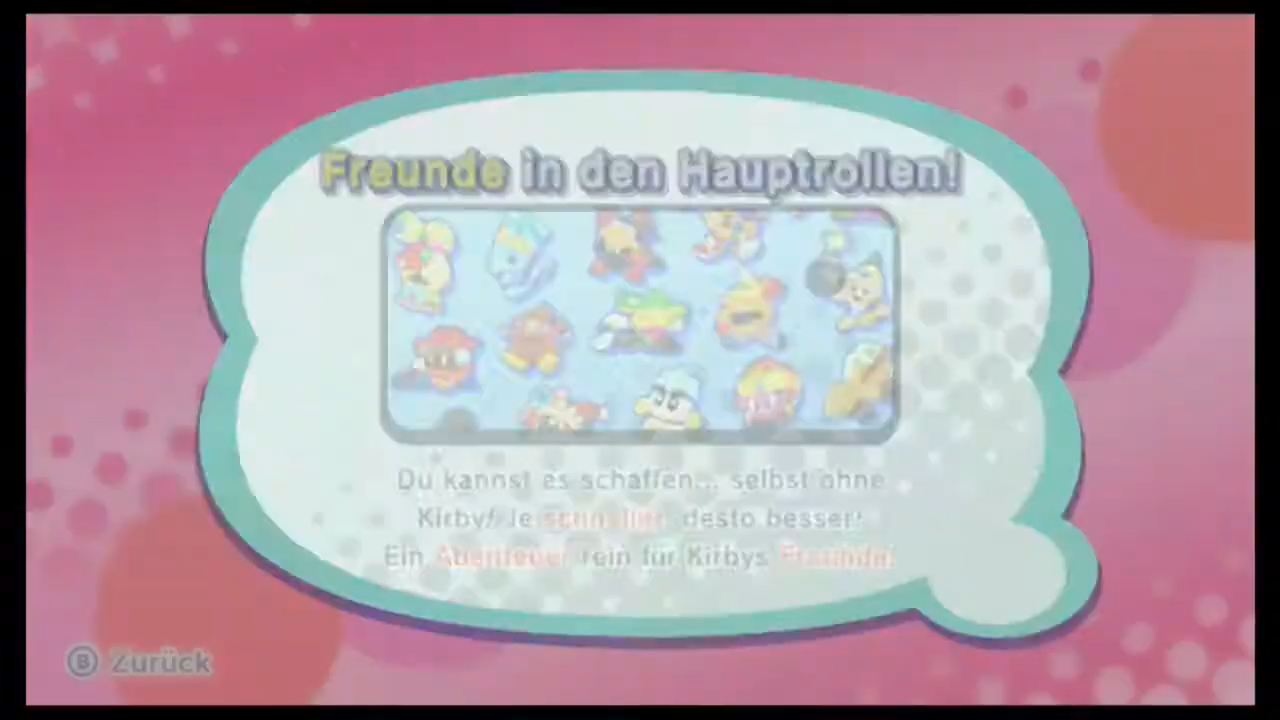 Freunde in den Hauptrollen!
Du kannst es schaffen... selbst ohne
Kirby! Je schneller, desto besser!
Ein Abenteuer rein für Kirbys Freunde!
B Zurück